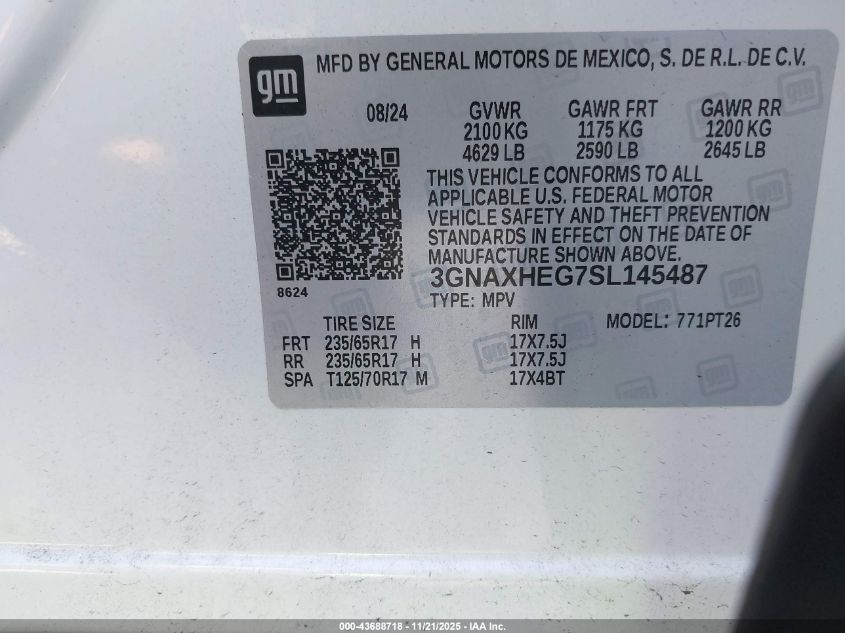 gm
MFD BY GENERAL MOTORS DE MEXICO, S. DE R.L. DE C.V.
08/24 GVWR GAWR FRT GAWR RR
2100 KG 1175 KG 1200 KG
4629 LB 2590 LB 2645 LB
THIS VEHICLE CONFORMS TO ALL
APPLICABLE U.S. FEDERAL MOTOR
VEHICLE SAFETY AND THEFT PREVENTION
STANDARDS IN EFFECT ON THE DATE OF
MANUFACTURE SHOWN ABOVE.
8624
3GNAXHEG7SL145487
TYPE: MPV
TIRE SIZE RIM MODEL: 771PT26
FRT 235/65R17 H 17X7.5J
RR 235/65R17 H 17X7.5J
SPA T125/70R17 M 17X4BT
000-43688718 - 11/21/2025 - IAA Inc.